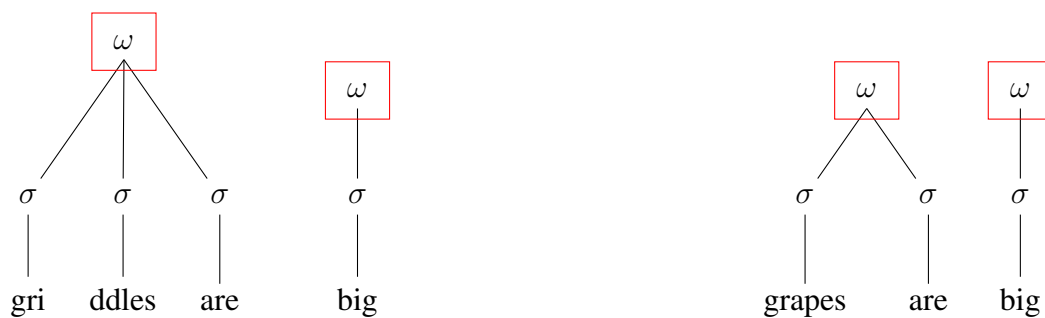 ω
ω ω ω
σ σ σ σ σ σ σ
gri ddles are big grapes are big